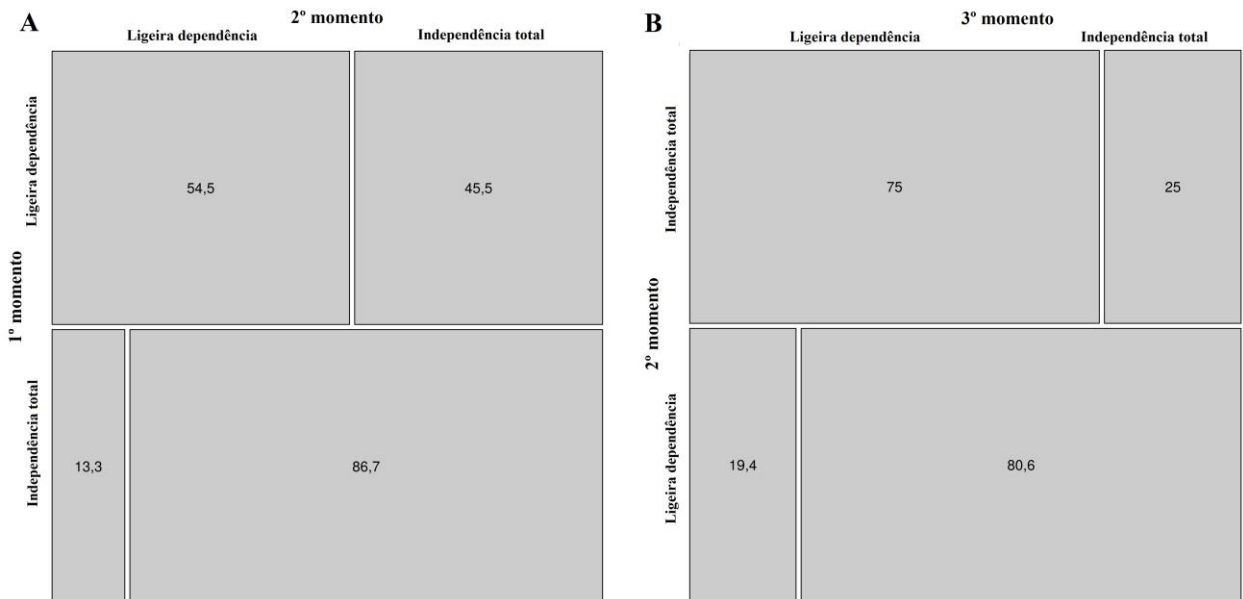 A
2º momento
Ligeira dependência
Independência total
1º momento
Ligeira dependência
54,5
45,5
Independência total
13,3
86,7
B
3º momento
Ligeira dependência
Independência total
2º momento
Independência total
75
25
Ligeira dependência
19,4
80,6